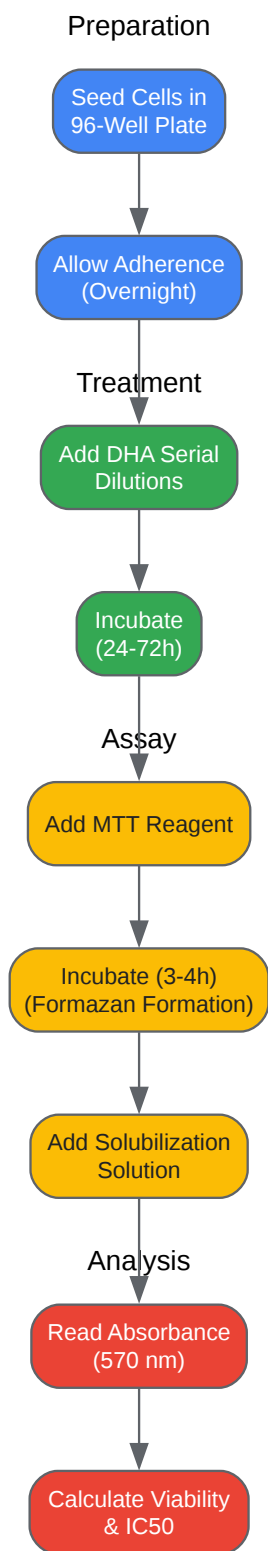 Preparation
Seed Cells in
96-Well Plate
Allow Adherence
(Overnight)
Treatment
Add DHA Serial
Dilutions
Incubate
(24-72h)
Assay
Add MTT Reagent
Incubate (3-4h)
(Formazan Formation)
Add Solubilization
Solution
Analysis
Read Absorbance
(570 nm)
Calculate Viability
& IC50